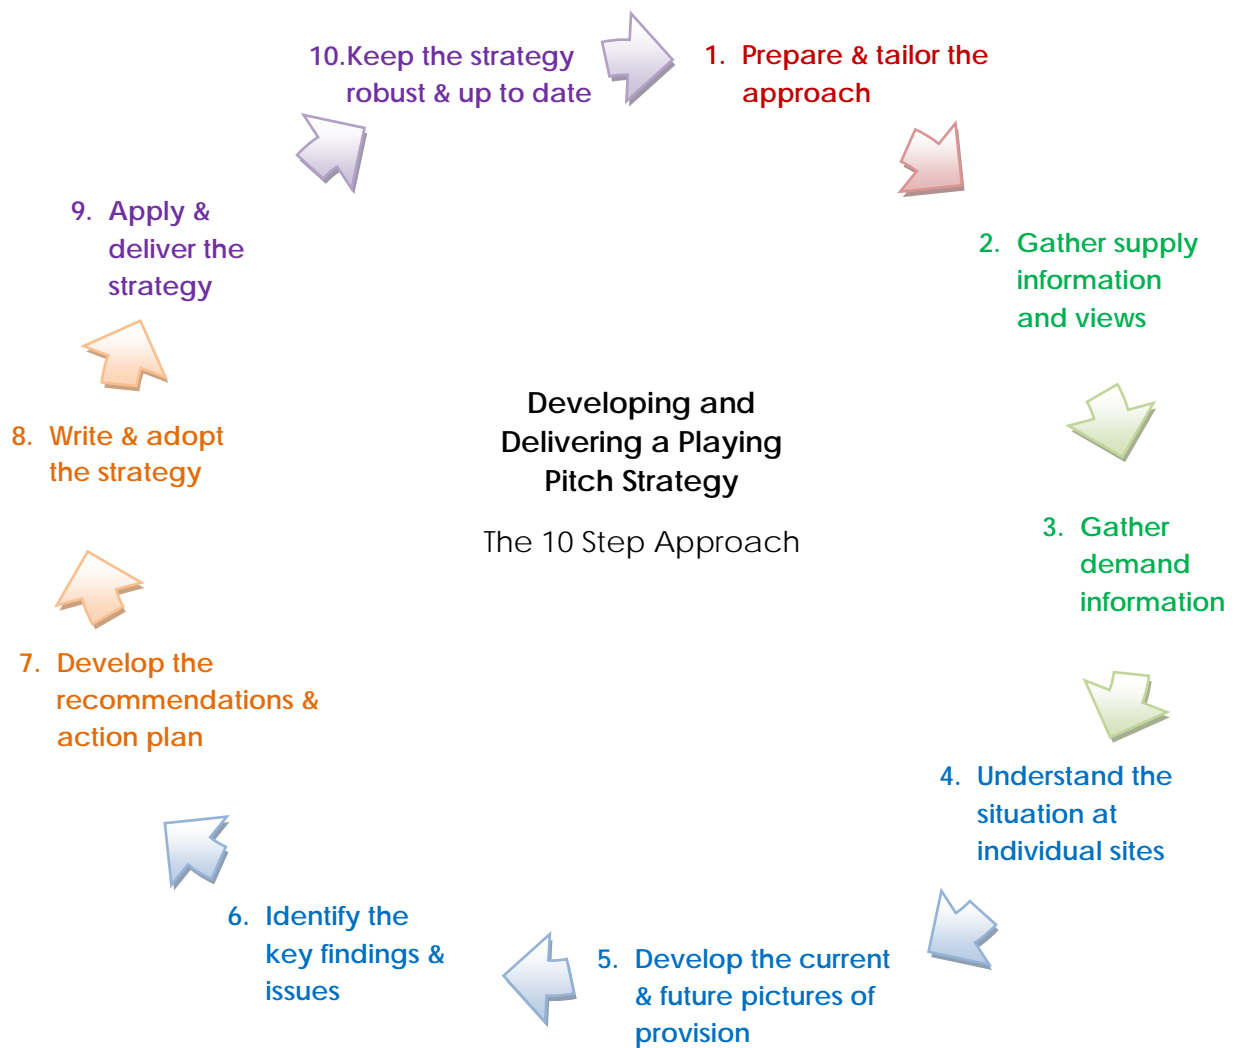 Developing and
Delivering a Playing
Pitch Strategy
The 10 Step Approach
1. Prepare & tailor the
approach
2. Gather supply
information
and views
3. Gather
demand
information
4. Understand the
situation at
individual sites
5. Develop the current
& future pictures of
provision
6. Identify the
key findings &
issues
7. Develop the
recommendations &
action plan
8. Write & adopt
the strategy
9. Apply &
deliver the
strategy
10.Keep the strategy
robust & up to date